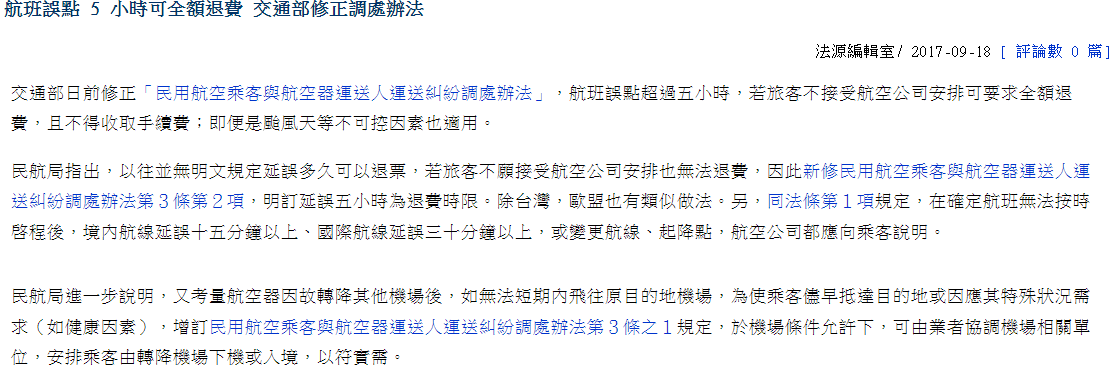 航班誤點 5 小時可全額退費 交通部修正調處辦法
法源編輯室/ 2017-09-18 [ 評論數 0 篇]
交通部日前修正「民用航空乘客與航空器運送人運送糾紛調處辦法」，航班誤點超過五小時，若旅客不接受航空公司安排可要求全額退
費，且不得收取手續費；即便是颱風天等不可控因素也適用。
民航局指出，以往並無明文規定延誤多久可以退票，若旅客不願接受航空公司安排也無法退費，因此新修民用航空乘客與航空器運送人運
送糾紛調處辦法第３條第２項，明訂延誤五小時為退費時限。除台灣，歐盟也有類似做法。另，同法條第１項規定，在確定航班無法按時
啓程後，境內航線延誤十五分鐘以上、國際航線延誤三十分鐘以上，或變更航線、起降點，航空公司都應向乘客說明。
民航局進一步說明，又考量航空器因故轉降其他機場後，如無法短期內飛往原目的地機場，為使乘客儘早抵達目的地或因應其特殊狀況需
求（如健康因素），增訂民用航空乘客與航空器運送人運送糾紛調處辦法第３條之１規定，於機場條件允許下，可由業者協調機場相關單
位，安排乘客由轉降機場下機或入境，以符實需。